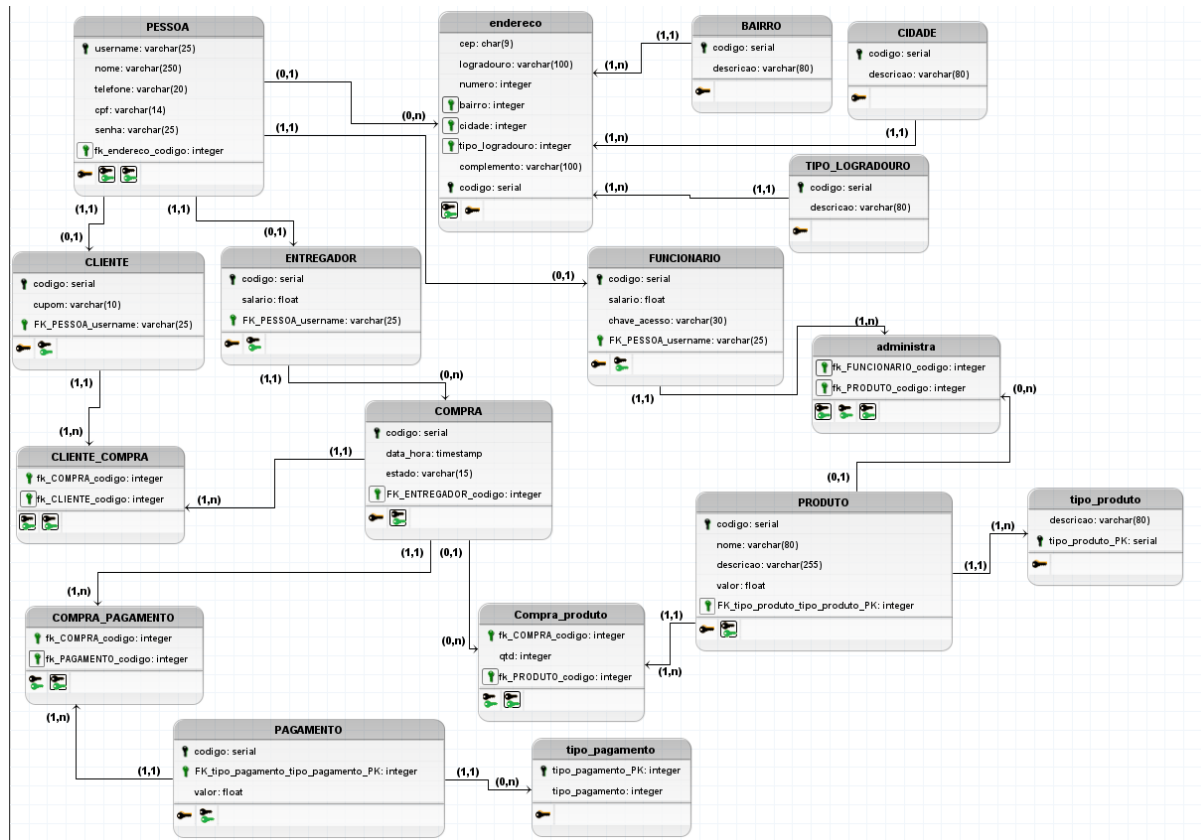 PESSOA
username: varchar(25)
nome: varchar(250)
telefone: varchar(20)
cpf: varchar(14)
senha: varchar(25)
fk_endereco_codigo: integer
(0,1)
(0,n)
(1,1)
(1,1)
(1,1)
endereco
cep: char(9)
logradouro: varchar(100)
numero: integer
bairro: integer
cidade: integer
tipo_logradouro: integer
complemento: varchar(100)
codigo: serial
(1,1)
(1,n)
(1,n)
(1,n)
BAIRRO
codigo: serial
descricao: varchar(80)
CIDADE
codigo: serial
descricao: varchar(80)
(1,1)
TIPO_LOGRADOURO
codigo: serial
descricao: varchar(80)
(1,1)
(0,1)
CLIENTE
codigo: serial
cupom: varchar(10)
FK_PESSOA_username: varchar(25)
(1,1)
(1,n)
(0,1)
ENTREGADOR
codigo: serial
salario: float
FK_PESSOA_username: varchar(25)
(1,1)
(0,n)
(0,1)
FUNCIONARIO
codigo: serial
salario: float
chave_acesso: varchar(30)
FK_PESSOA_username: varchar(25)
(1,1)
(1,n)
administra
fk_FUNCIONARIO_codigo: integer
fk_PRODUTO_codigo: integer
(0,n)
(0,1)
CLIENTE_COMPRA
fk_COMPRA_codigo: integer
fk_CLIENTE_codigo: integer
(1,1)
(1,n)
COMPRA
codigo: serial
data_hora: timestamp
estado: varchar(15)
FK_ENTREGADOR_codigo: integer
(1,1)
(0,1)
PRODUTO
codigo: serial
nome: varchar(80)
descricao: varchar(255)
valor: float
FK_tipo_produto_tipo_produto_PK: integer
(1,n)
(1,1)
tipo_produto
descricao: varchar(80)
tipo_produto_PK: serial
(1,n)
COMPRA_PAGAMENTO
fk_COMPRA_codigo: integer
fk_PAGAMENTO_codigo: integer
(1,n)
(0,n)
Compra_produto
fk_COMPRA_codigo: integer
qtd: integer
fk_PRODUTO_codigo: integer
(1,1)
(1,n)
PAGAMENTO
codigo: serial
FK_tipo_pagamento_tipo_pagamento_PK: integer
valor: float
(1,1)
(1,1)
(0,n)
tipo_pagamento
tipo_pagamento_PK: integer
tipo_pagamento: integer